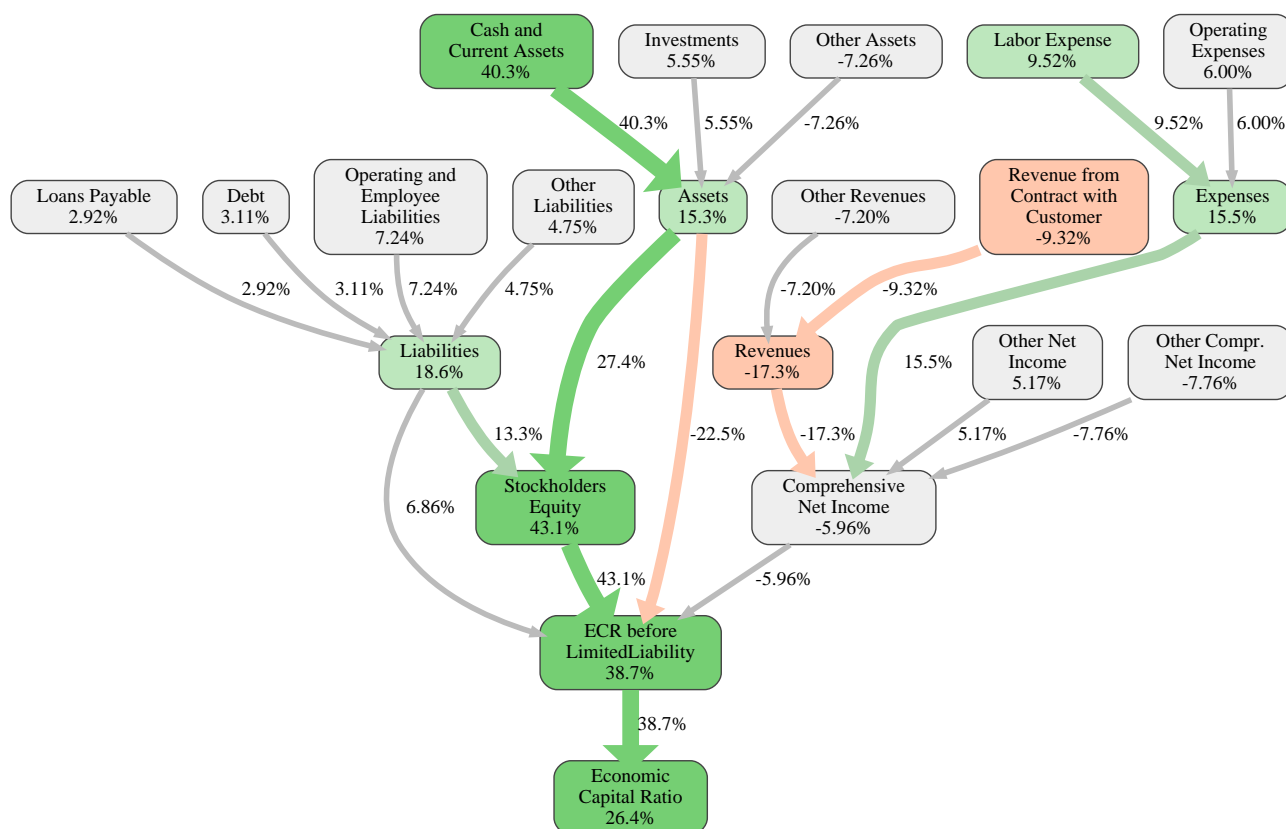 Cash and
Current Assets
40.3%
Investments
5.55%
Other Assets
-7.26%
Labor Expense
9.52%
Operating
Expenses
6.00%
40.3%
5.55%
-7.26%
9.52%
6.00%
Loans Payable
2.92%
Debt
3.11%
Operating and
Employee
Liabilities
7.24%
Other
Liabilities
4.75%
Assets
15.3%
Other Revenues
-7.20%
Revenue from
Contract with
Customer
-9.32%
Expenses
15.5%
2.92%
3.11%
7.24%
4.75%
-7.20%
-9.32%
Liabilities
18.6%
27.4%
Revenues
-17.3%
15.5%
Other Net
Income
5.17%
Other Compr.
Net Income
-7.76%
13.3%
-22.5%
-17.3%
5.17%
-7.76%
6.86%
Stockholders
Equity
43.1%
Comprehensive
Net Income
-5.96%
43.1%
-5.96%
ECR before
LimitedLiability
38.7%
38.7%
Economic
Capital Ratio
26.4%